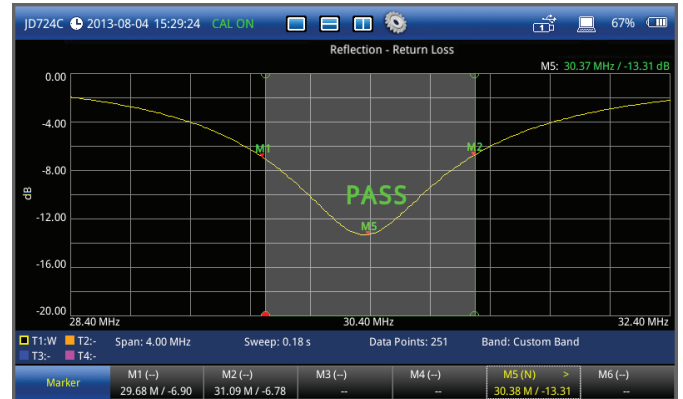 JD724C 2013-08-04 15:29:24 CAL ON 67%
Reflection - Return Loss
M5: 30.37 MHz / -13.31 dB
0.00
-4.00
-8.00
-12.00
-16.00
-20.00
dB
M1
M2
PASS
M5
28.40 MHz 30.40 MHz 32.40 MHz
T1:W T2:- Span: 4.00 MHz Sweep: 0.18 s Data Points: 251 Band: Custom Band
T3:- T4:-
Marker M1 (--) M2 (--) M3 (--) M4 (--) M5 (N) > M6 (--)
29.68 M / -6.90 31.09 M / -6.78 -- -- 30.38 M / -13.31 --